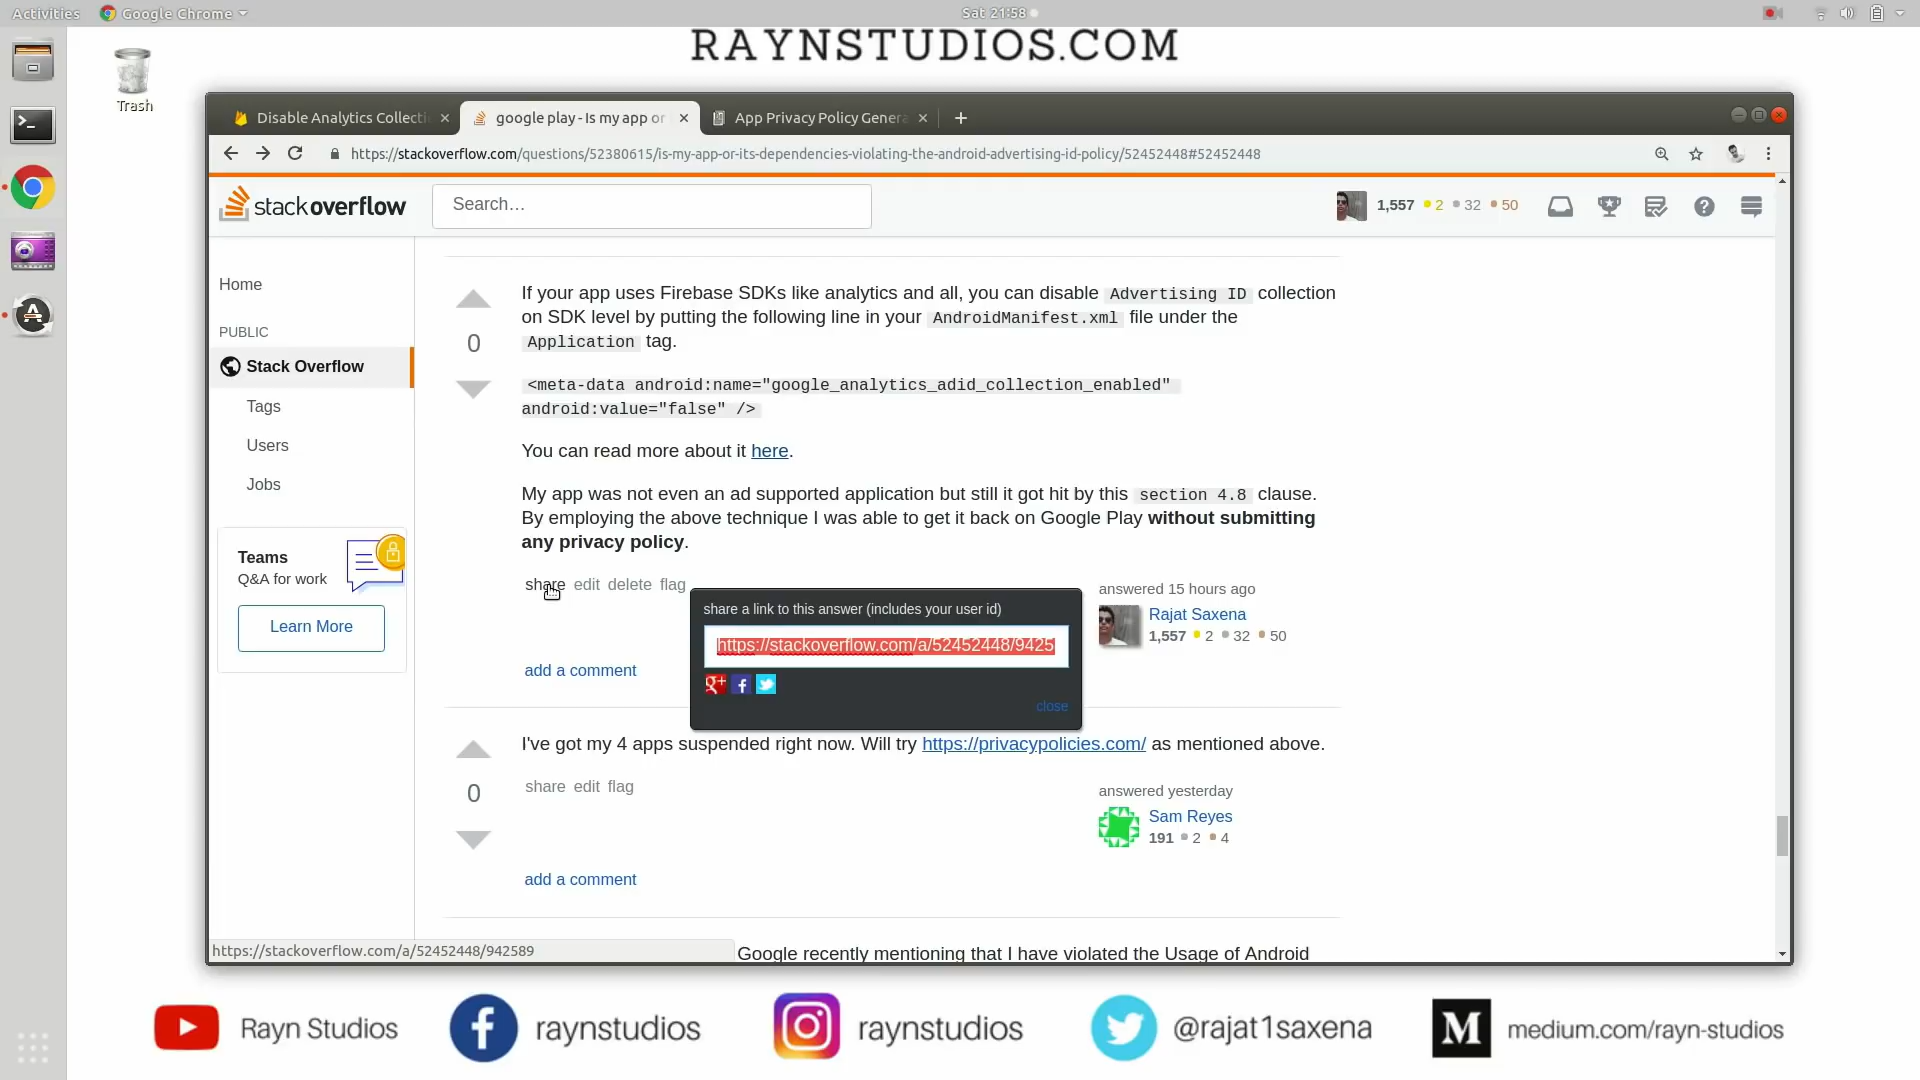 Activities Google Chrome Sat 21:58
RAYNSTUDIOS.COM
Trash
Disable Analytics Collecti google play - Is my app or App Privacy Policy Genera
https://stackoverflow.com/questions/52380615/is-my-app-or-its-dependencies-violating-the-android-advertising-id-policy/52452448#52452448
stackoverflow Search… 1,557 2 32 50
Home
PUBLIC
Stack Overflow
Tags
Users
Jobs
Teams
Q&A for work
Learn More
If your app uses Firebase SDKs like analytics and all, you can disable Advertising ID collection
on SDK level by putting the following line in your AndroidManifest.xml file under the
0
Application tag.
<meta-data android:name="google_analytics_adid_collection_enabled"
android:value="false" />
You can read more about it here.
My app was not even an ad supported application but still it got hit by this section 4.8 clause.
By employing the above technique I was able to get it back on Google Play without submitting
any privacy policy.
share edit delete flag
answered 15 hours ago
Rajat Saxena
1,557 2 32 50
share a link to this answer (includes your user id)
https://stackoverflow.com/a/52452448/9425
g+ f
close
add a comment
I've got my 4 apps suspended right now. Will try https://privacypolicies.com/ as mentioned above.
0
share edit flag
answered yesterday
Sam Reyes
191 2 4
add a comment
https://stackoverflow.com/a/52452448/942589
Google recently mentioning that I have violated the Usage of Android
Rayn Studios raynstudios raynstudios @rajat1saxena M medium.com/rayn-studios